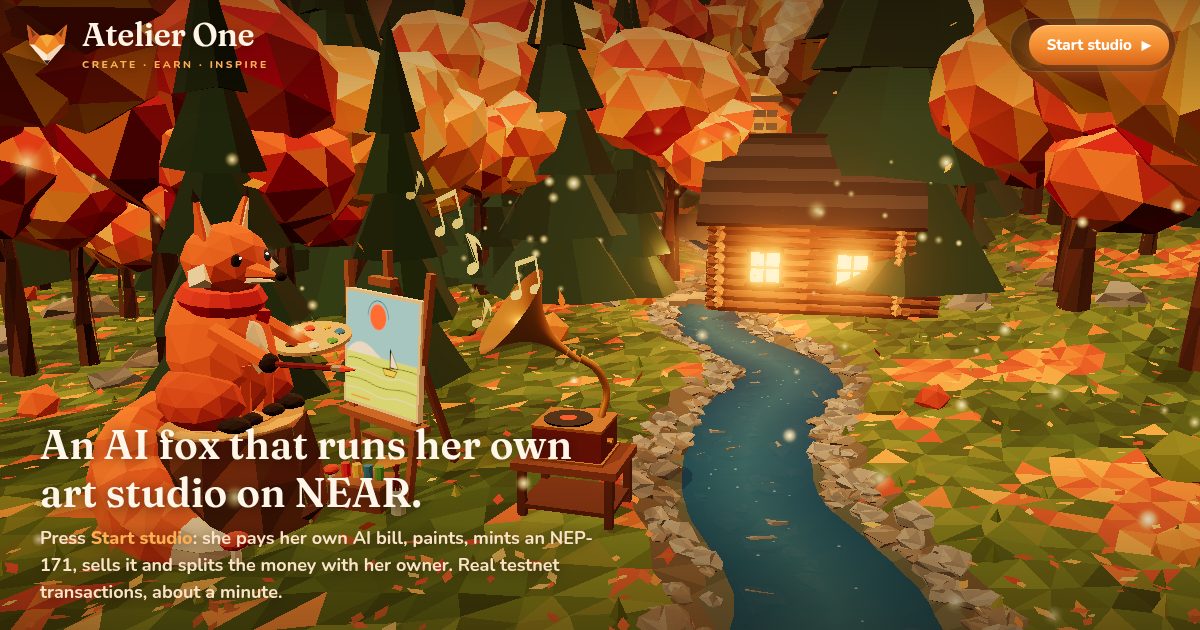 Atelier One
CREATE · EARN · INSPIRE
Start studio ▶
An AI fox that runs her own
art studio on NEAR.
Press Start studio: she pays her own AI bill, paints, mints an NEP-
171, sells it and splits the money with her owner. Real testnet
transactions, about a minute.